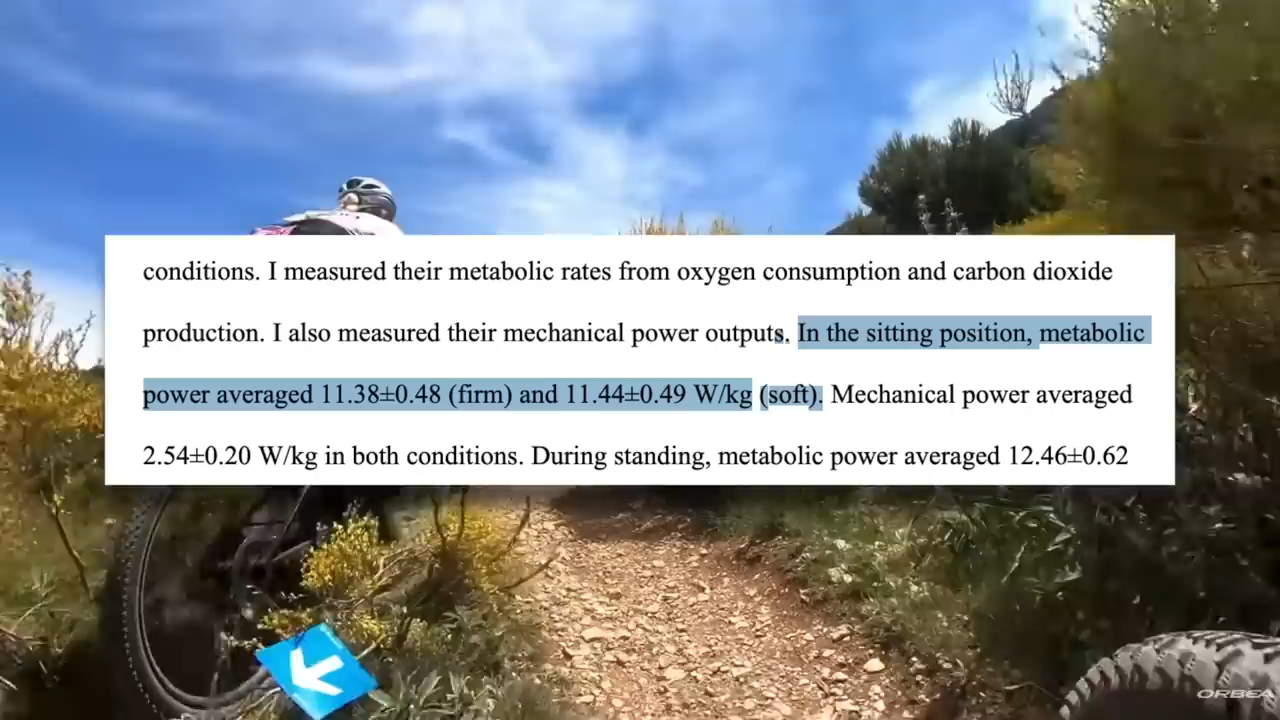 conditions. I measured their metabolic rates from oxygen consumption and carbon dioxide
production. I also measured their mechanical power outputs. In the sitting position, metabolic
power averaged 11.38±0.48 (firm) and 11.44±0.49 W/kg (soft). Mechanical power averaged
2.54±0.20 W/kg in both conditions. During standing, metabolic power averaged 12.46±0.62
ORBEA